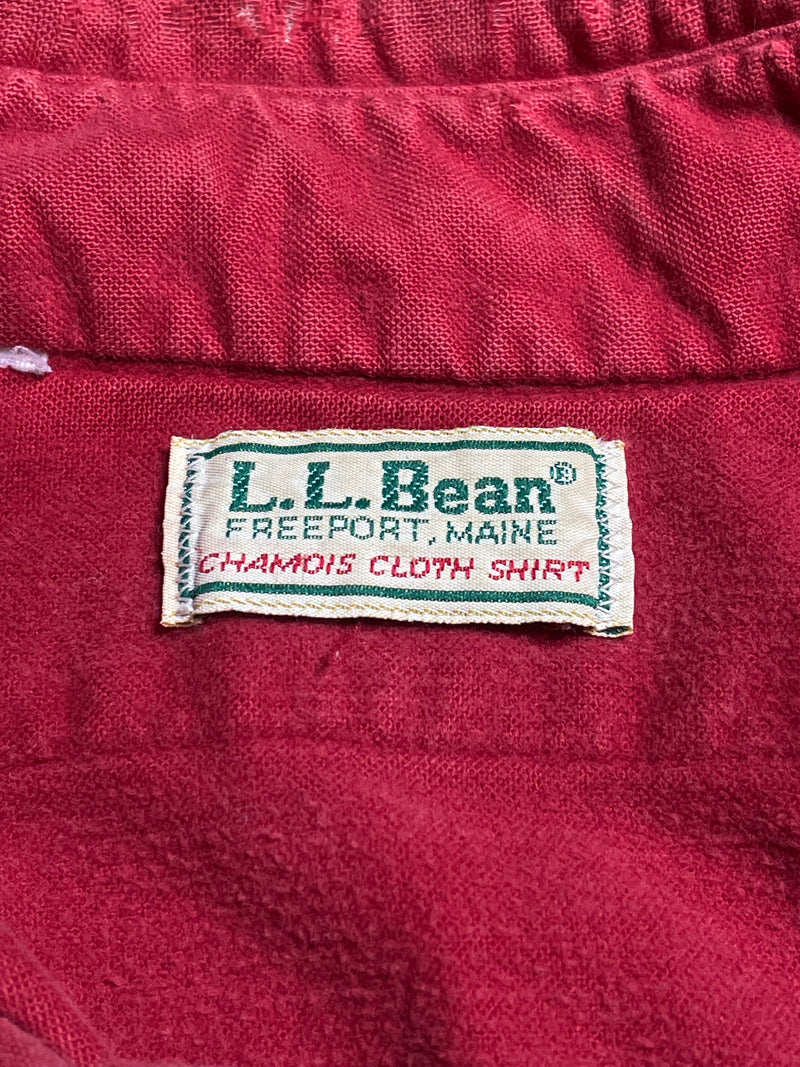 L.L.Bean®
FREEPORT, MAINE
CHAMOIS CLOTH SHIRT